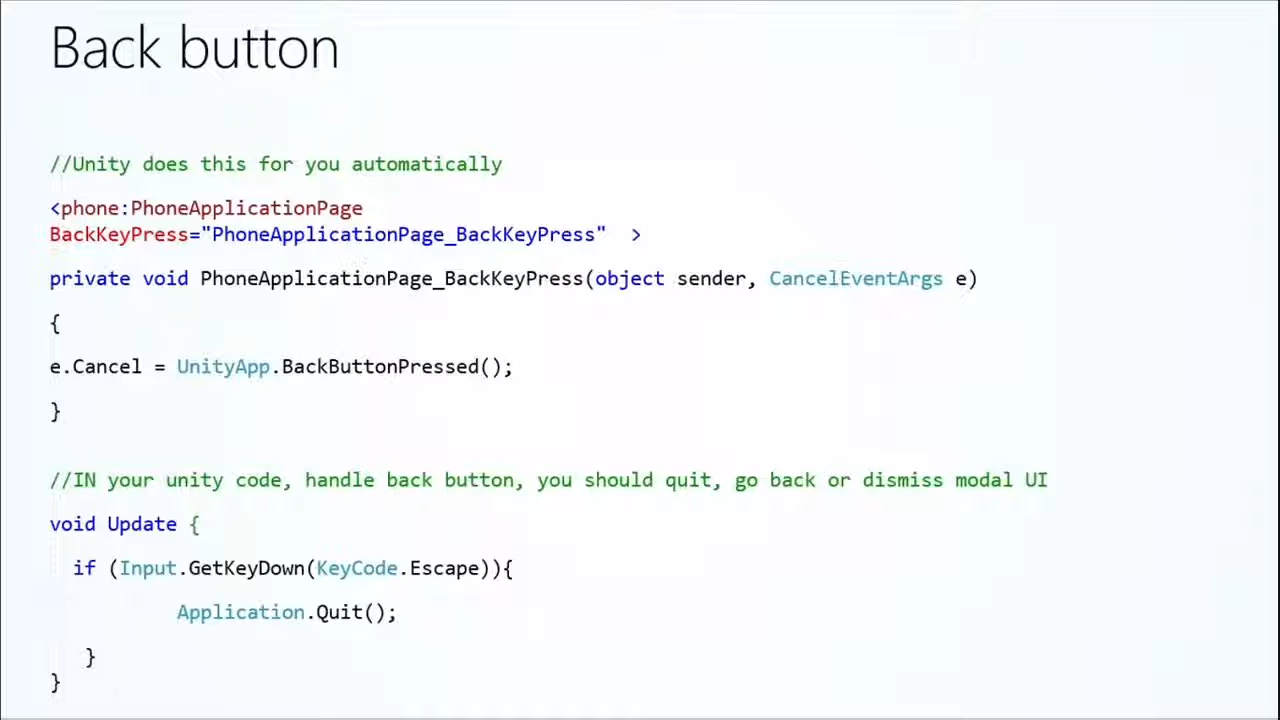 Back button
//Unity does this for you automatically
<phone:PhoneApplicationPage
BackKeyPress="PhoneApplicationPage_BackKeyPress"  >
private void PhoneApplicationPage_BackKeyPress(object sender, CancelEventArgs e)
{
e.Cancel = UnityApp.BackButtonPressed();
}
//IN your unity code, handle back button, you should quit, go back or dismiss modal UI
void Update {
if (Input.GetKeyDown(KeyCode.Escape)){
Application.Quit();
}
}